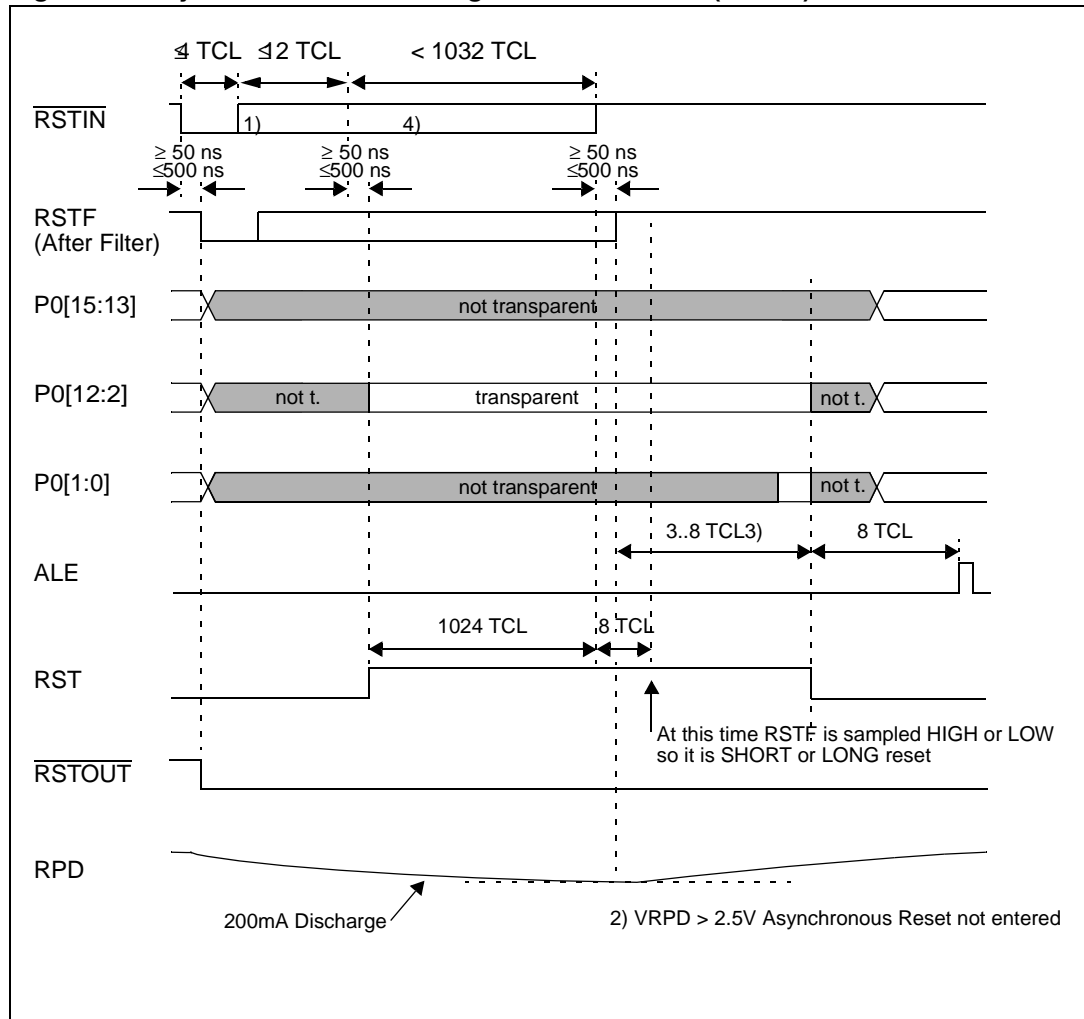 ≤4 TCL ≤12 TCL < 1032 TCL
RSTIN
1) 4)
≥ 50 ns ≥ 50 ns ≥ 50 ns
≤500 ns ≤500 ns ≤500 ns
RSTF
(After Filter)
P0[15:13] not transparent
P0[12:2] not t. transparent not t.
P0[1:0] not transparent not t.
3..8 TCL3) 8 TCL
ALE
1024 TCL 8 TCL
RST
At this time RSTF is sampled HIGH or LOW
so it is SHORT or LONG reset
RSTOUT
RPD
200mA Discharge 2) VRPD > 2.5V Asynchronous Reset not entered